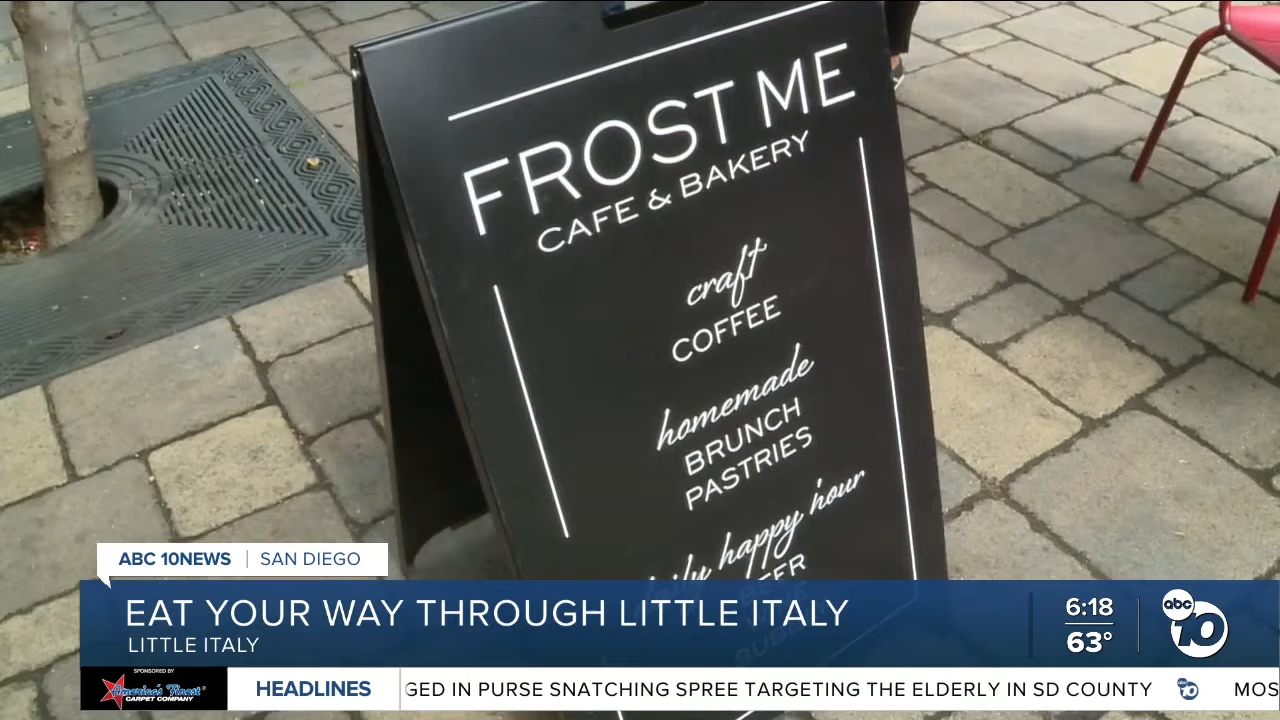 FROST ME
CAFE & BAKERY
craft
COFFEE
homemade
BRUNCH
PASTRIES
happy hour
ABC 10NEWS | SAN DIEGO
EAT YOUR WAY THROUGH LITTLE ITALY
LITTLE ITALY
6:18
63°
abc
10
SPONSORED BY
America's Finest
CARPET COMPANY
HEADLINES
GED IN PURSE SNATCHING SPREE TARGETING THE ELDERLY IN SD COUNTY
abc 10
MOS